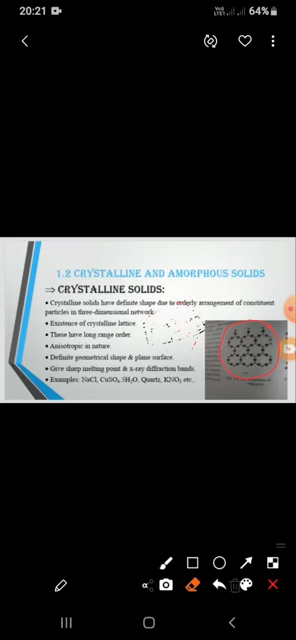 20:21
64%
1.2 CRYSTALLINE AND AMORPHOUS SOLIDS
⇒ CRYSTALLINE SOLIDS:
• Crystalline solids have definite shape due to orderly arrangement of constituent
particles in three-dimensional network.
• Existence of crystalline lattice.
• These have long range order.
• Anisotropic in nature.
• Definite geometrical shape & plane surface.
• Give sharp melting point & x-ray diffraction bands.
• Examples: NaCl, CuSO₄.5H₂O, Quartz, KNO₃ etc..